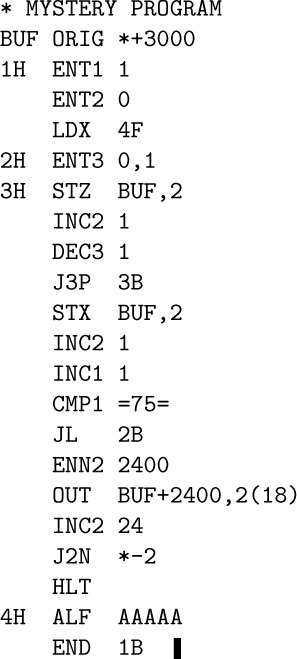 * MYSTERY PROGRAM
BUF ORIG *+3000
1H ENT1 1
ENT2 0
LDX 4F
2H ENT3 0,1
3H STZ BUF,2
INC2 1
DEC3 1
J3P 3B
STX BUF,2
INC2 1
INC1 1
CMP1 =75=
JL 2B
ENN2 2400
OUT BUF+2400,2(18)
INC2 24
J2N *-2
HLT
4H ALF AAAAA
END 1B